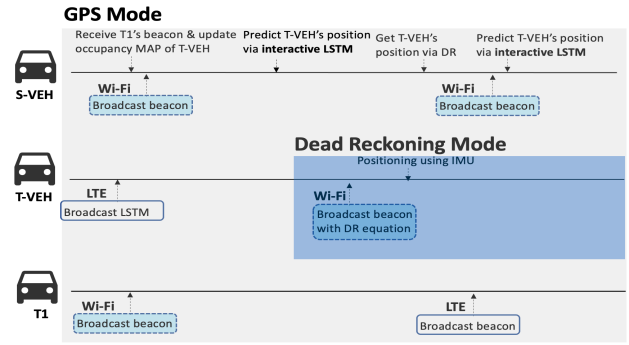 GPS Mode
Receive T1's beacon & update
occupancy MAP of T-VEH
Predict T-VEH's position
via interactive LSTM
Get T-VEH's
position via DR
Predict T-VEH's position
via interactive LSTM
S-VEH
Wi-Fi
Broadcast beacon
Wi-Fi
Broadcast beacon
Dead Reckoning Mode
Positioning using IMU
T-VEH
LTE
Broadcast LSTM
Wi-Fi
Broadcast beacon
with DR equation
T1
Wi-Fi
Broadcast beacon
LTE
Broadcast beacon